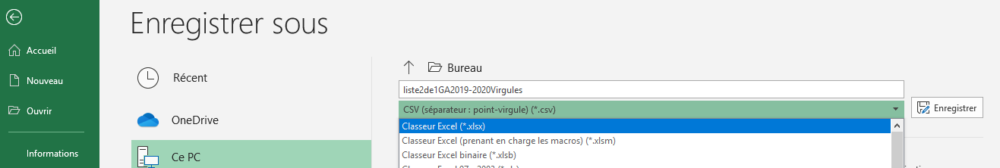 Enregistrer sous
Accueil
Nouveau
Ouvrir
Informations
Récent
OneDrive
Ce PC
Bureau
liste2de1GA2019-2020Virgules
CSV (séparateur : point-virgule) (*.csv)
Enregistrer
Classeur Excel (*.xlsx)
Classeur Excel (prenant en charge les macros) (*.xlsm)
Classeur Excel binaire (*.xlsb)